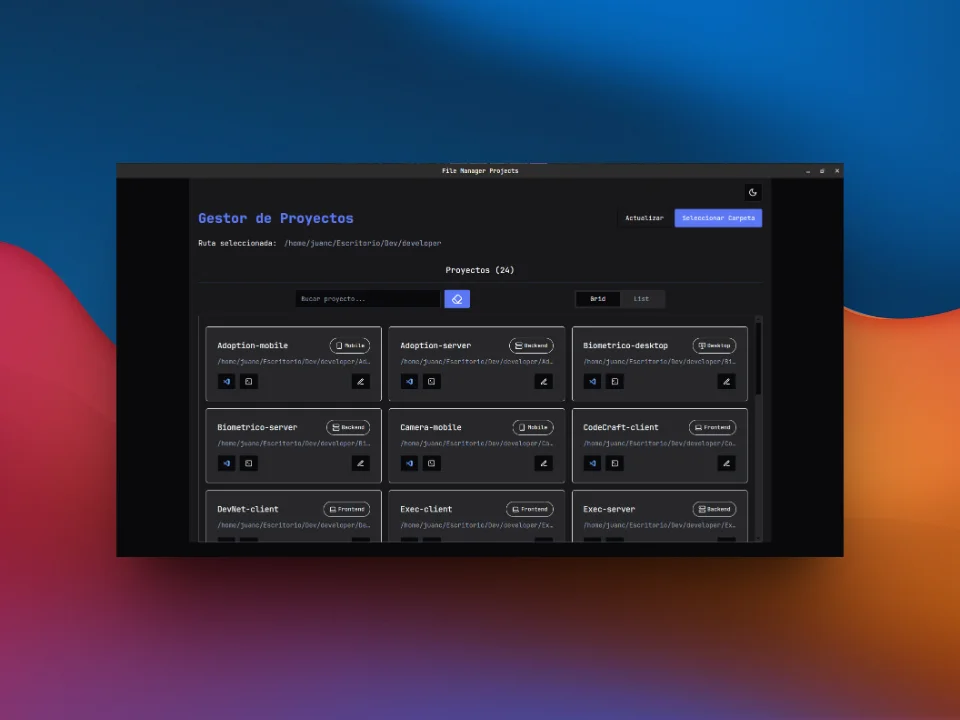 File Manager Projects
Gestor de Proyectos
Actualizar
Seleccionar Carpeta
Ruta seleccionada: /home/juanc/Escritorio/Dev/developer
Proyectos (24)
Bucar proyecto...
Grid
List
Adoption-mobile
Mobile
/home/juanc/Escritorio/Dev/developer/Ad…
Adoption-server
Backend
/home/juanc/Escritorio/Dev/developer/Ad…
Biometrico-desktop
Desktop
/home/juanc/Escritorio/Dev/developer/Bi…
Biometrico-server
Backend
/home/juanc/Escritorio/Dev/developer/Bi…
Camera-mobile
Mobile
/home/juanc/Escritorio/Dev/developer/Ca…
CodeCraft-client
Frontend
/home/juanc/Escritorio/Dev/developer/Co…
DevNet-client
Frontend
/home/juanc/Escritorio/Dev/developer/De…
Exec-client
Frontend
/home/juanc/Escritorio/Dev/developer/Ex…
Exec-server
Backend
/home/juanc/Escritorio/Dev/developer/Ex…